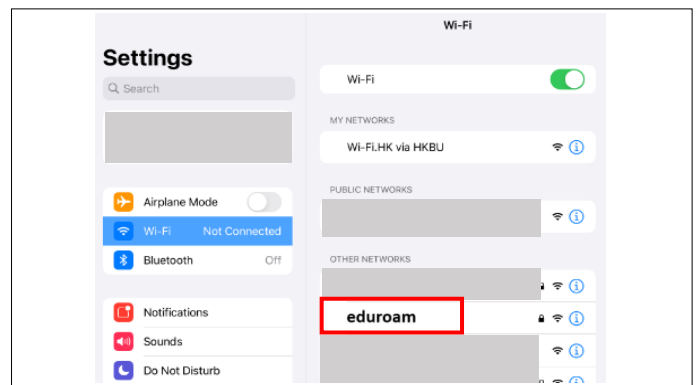 Settings
Search
Airplane Mode
Wi-Fi Not Connected
Bluetooth Off
Notifications
Sounds
Do Not Disturb
Wi-Fi
Wi-Fi
MY NETWORKS
Wi-Fi.HK via HKBU
PUBLIC NETWORKS
OTHER NETWORKS
eduroam